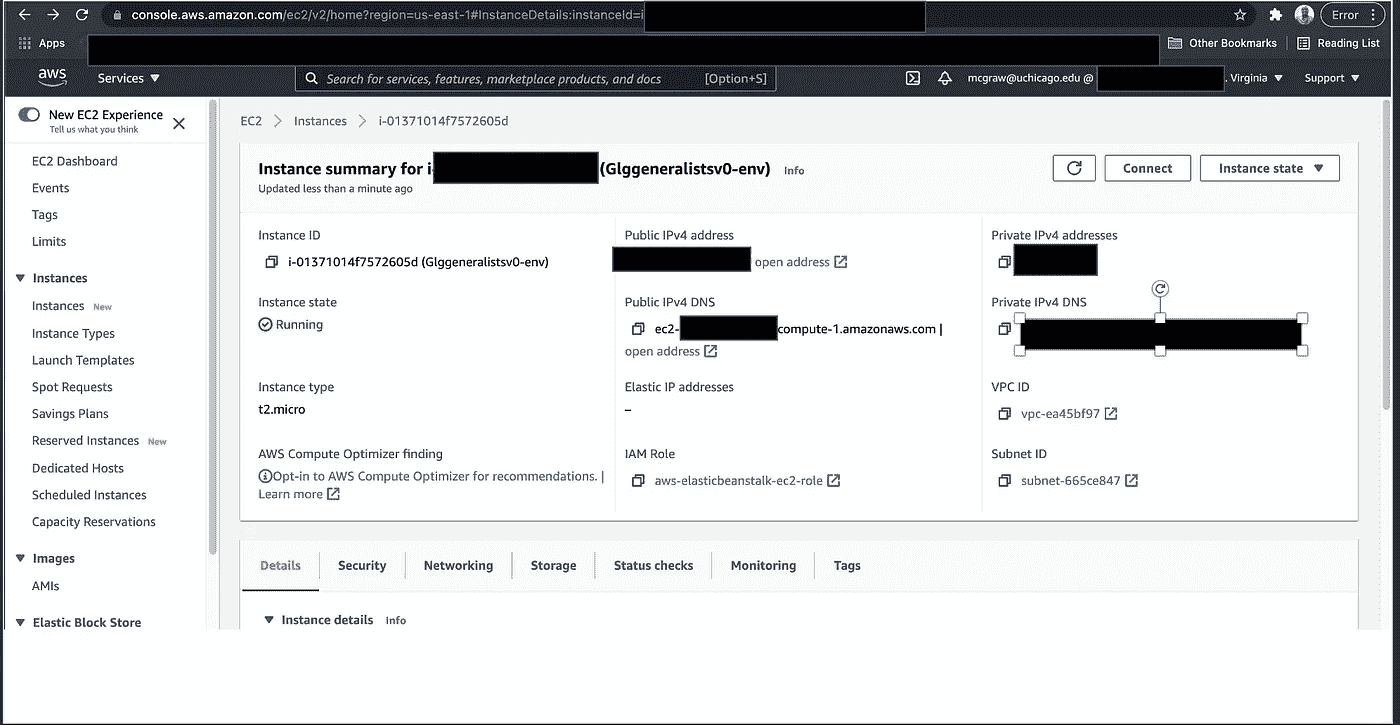 console.aws.amazon.com/ec2/v2/home?region=us-east-1#InstanceDetails:instanceId=i
Error
Apps
Other Bookmarks
Reading List
aws
Services
Search for services, features, marketplace products, and docs
[Option+S]
mcgraw@uchicago.edu @
. Virginia
Support
New EC2 Experience
Tell us what you think
EC2 Dashboard
Events
Tags
Limits
Instances
Instances New
Instance Types
Launch Templates
Spot Requests
Savings Plans
Reserved Instances New
Dedicated Hosts
Scheduled Instances
Capacity Reservations
Images
AMIs
Elastic Block Store
EC2 > Instances > i-01371014f7572605d
Instance summary for i (Glggeneralistsv0-env) Info
Updated less than a minute ago
Connect
Instance state
Instance ID
i-01371014f7572605d (Glggeneralistsv0-env)
Public IPv4 address
open address
Private IPv4 addresses
Instance state
Running
Public IPv4 DNS
ec2- compute-1.amazonaws.com |
open address
Private IPv4 DNS
Instance type
t2.micro
Elastic IP addresses
–
VPC ID
vpc-ea45bf97
AWS Compute Optimizer finding
Opt-in to AWS Compute Optimizer for recommendations. |
Learn more
IAM Role
aws-elasticbeanstalk-ec2-role
Subnet ID
subnet-665ce847
Details
Security
Networking
Storage
Status checks
Monitoring
Tags
Instance details Info